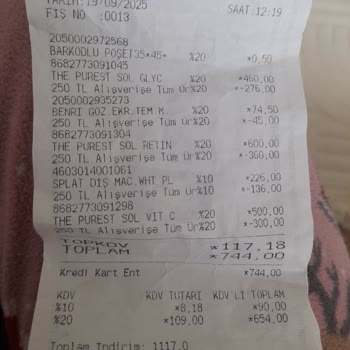 TARİH:19/09/2025 SAAT:12:19
FİŞ NO :0013
2050002972568
BARKODLU POŞET35*45- %20 *0,50
8682773091045
THE PUREST SOL GLYC %20 *460,00
250 TL Alışverişe Tüm Ür%20 *-276,00
2050002935273
BENRİ GÖZ.EKR.TEM.M. %20 *74,50
250 TL Alışverişe Tüm Ür%20 *-45,00
8682773091304
THE PUREST SOL RETIN %20 *600,00
250 TL Alışverişe Tüm Ür%20 *-360,00
4603014001061
SPLAT DIŞ MAC.WHT PL %10 *226,00
250 TL Alışverişe Tüm Ür%10 *-136,00
8682773091298
THE PUREST SOL VIT C %20 *500,00
250 TL Alışverişe Tüm Ür%20 *-300,00
TOPKDV *117,18
TOPLAM *744,00
Kredi Kart Ent *744,00
KDV KDV TUTARI KDV Lİ TOPLAM
%10 *8,18 *90,00
%20 *109,00 *654,00
Toplam İndirim: 1117,0